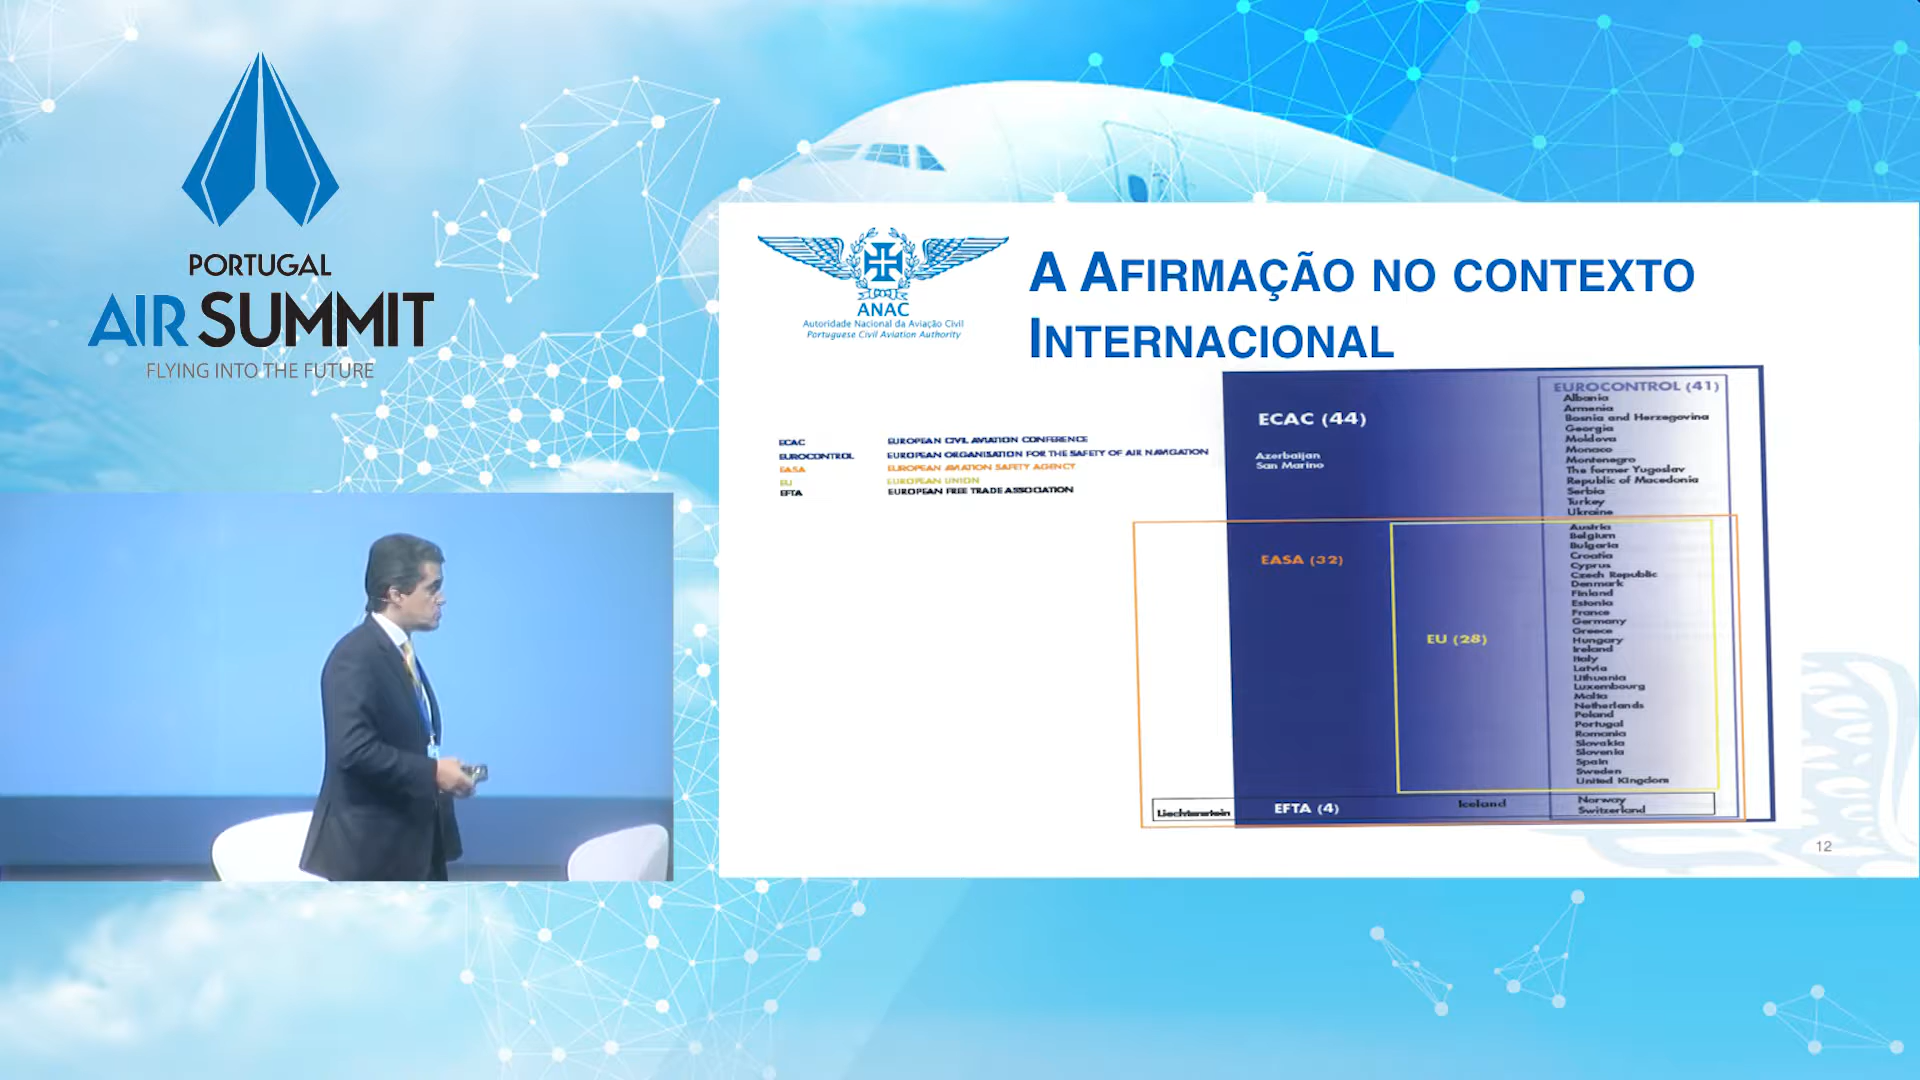 PORTUGAL
AIR SUMMIT
FLYING INTO THE FUTURE
ANAC
Autoridade Nacional da Aviação Civil
Portuguese Civil Aviation Authority
A AFIRMAÇÃO NO CONTEXTO
INTERNACIONAL
ECAC EUROPEAN CIVIL AVIATION CONFERENCE
EUROCONTROL EUROPEAN ORGANISATION FOR THE SAFETY OF AIR NAVIGATION
EASA EUROPEAN AVIATION SAFETY AGENCY
EU EUROPEAN UNION
EFTA EUROPEAN FREE TRADE ASSOCIATION
ECAC (44)
Azerbaijan
San Marino
EUROCONTROL (41)
Albania
Armenia
Bosnia and Herzegovina
Georgia
Moldova
Monaco
Montenegro
The former Yugoslav
Republic of Macedonia
Serbia
Turkey
Ukraine
EASA (32)
EU (28)
Austria
Belgium
Bulgaria
Croatia
Cyprus
Czech Republic
Denmark
Finland
Estonia
France
Germany
Greece
Hungary
Ireland
Italy
Latvia
Lithuania
Luxembourg
Malta
Netherlands
Poland
Portugal
Romania
Slovakia
Slovenia
Spain
Sweden
United Kingdom
Liechtenstein
EFTA (4)
Iceland
Norway
Switzerland
12